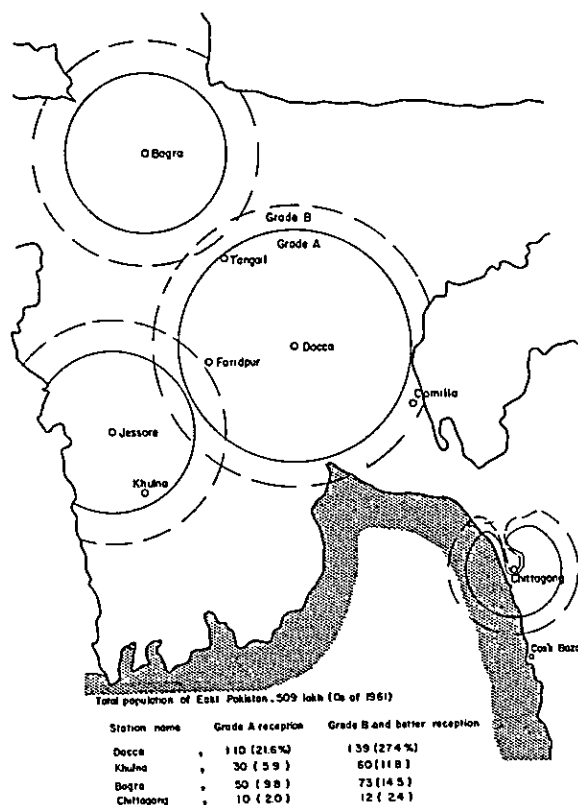 Bogra
Grade B
Grade A
Tangail
Dacca
Faridpur
Comilla
Jessore
Khulna
Chittagong
Cox's Baza
Total population of East Pakistan. 509 lakh (As of 1961)
Station name Grade A reception Grade B and better reception
Dacca " 110 (21.6%) 139 (27.4%)
Khulna " 30 (5.9) 60 (11.8)
Bogra " 50 (9.8) 73 (14.5)
Chittagong " 10 (2.0) 12 (2.4)